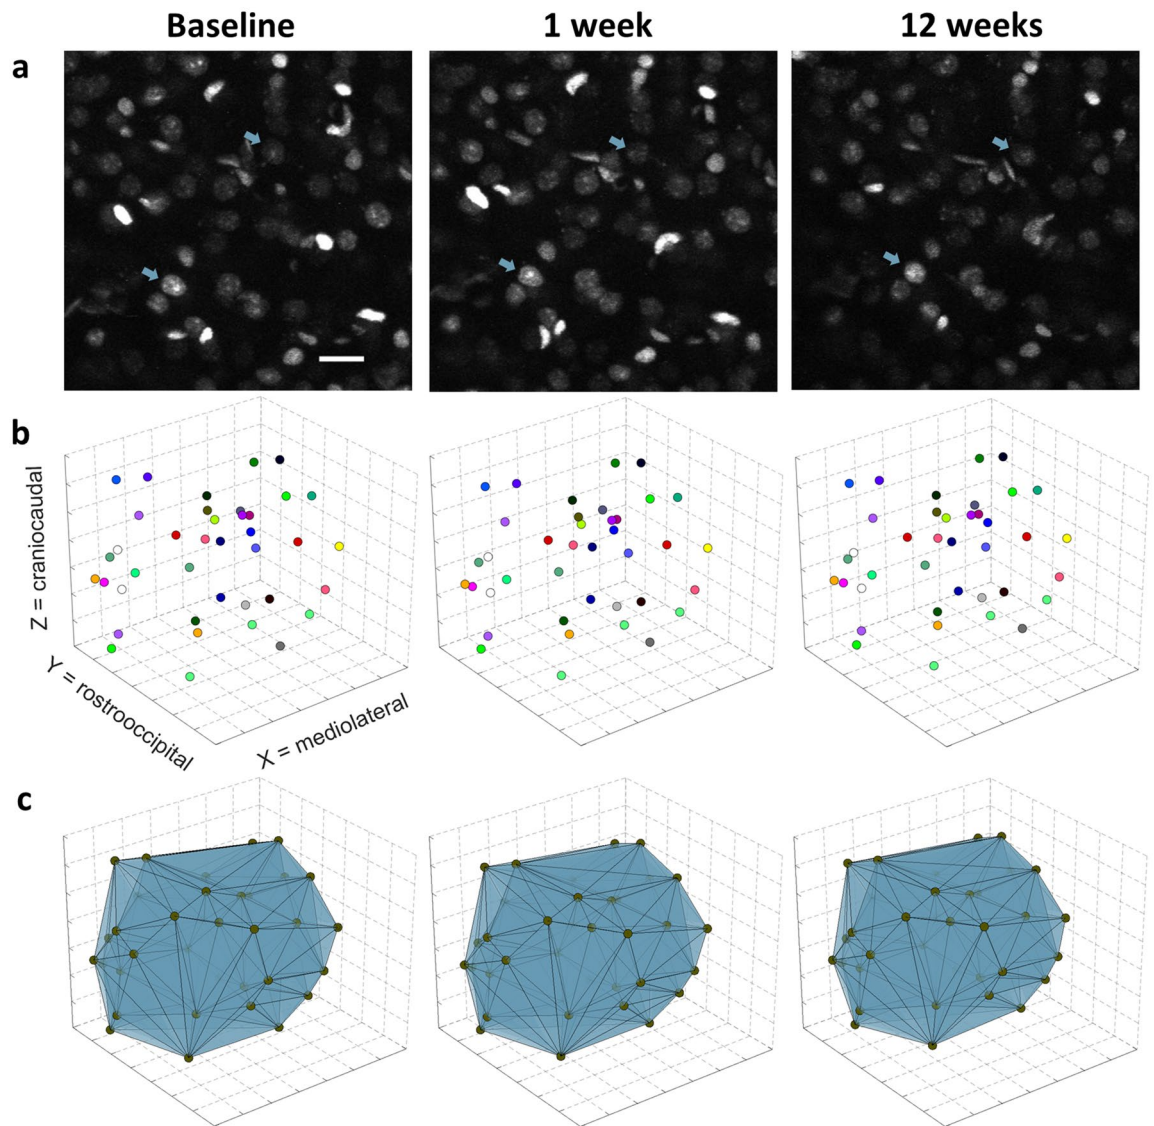 Baseline 1 week 12 weeks
a
b
Z = craniocaudal
Y = rostrooccipital
X = mediolateral
c